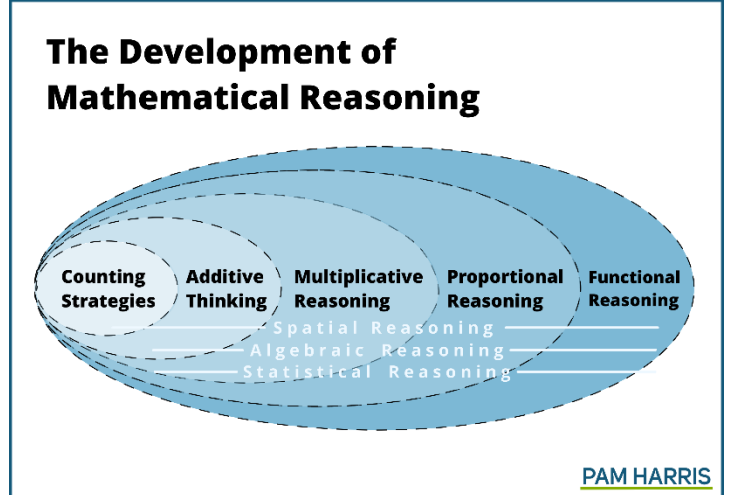 The Development of
Mathematical Reasoning
Counting
Strategies
Additive
Thinking
Multiplicative
Reasoning
Proportional
Reasoning
Functional
Reasoning
Spatial Reasoning
Algebraic Reasoning
Statistical Reasoning
PAM HARRIS